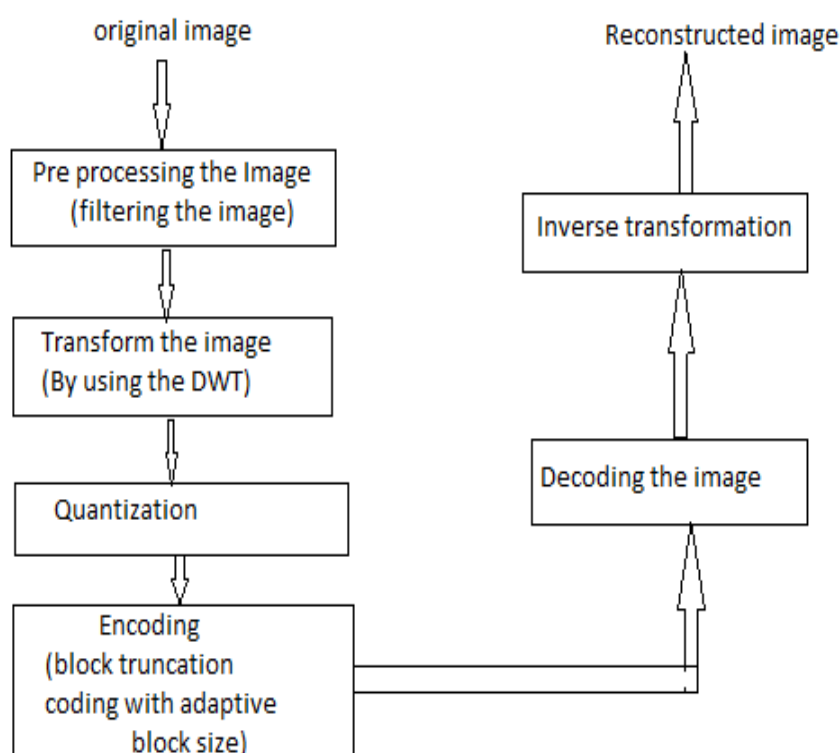 original image
Pre processing the Image
(filtering the image)
Transform the image
(By using the DWT)
Quantization
Encoding
(block truncation
coding with adaptive
block size)
Decoding the image
Inverse transformation
Reconstructed image